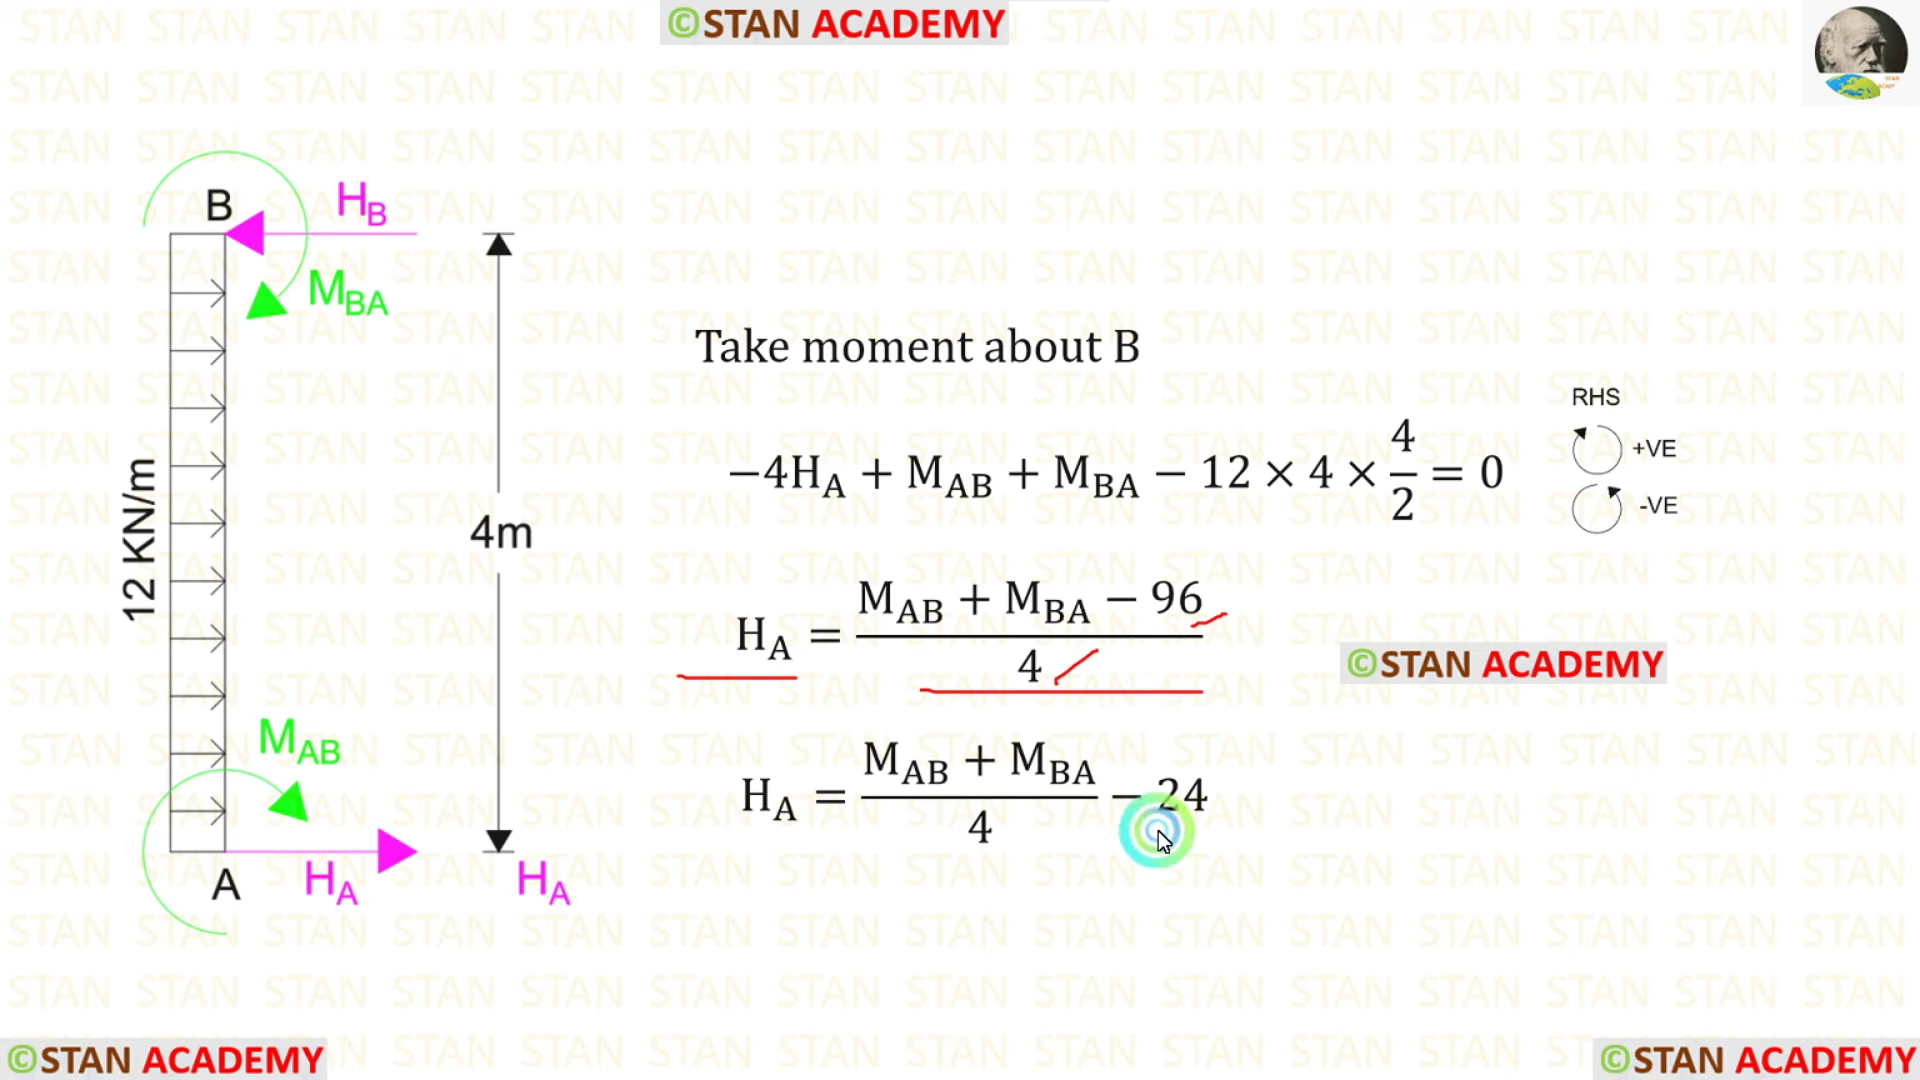 ©STAN ACADEMY
B
H_B
M_BA
12 KN/m
4m
M_AB
A
H_A
H_A
Take moment about B
−4H_A + M_AB + M_BA − 12 × 4 × 4/2 = 0
RHS
+VE
-VE
H_A = (M_AB + M_BA − 96)/4
©STAN ACADEMY
H_A = (M_AB + M_BA)/4 − 24
©STAN ACADEMY
©STAN ACADEMY